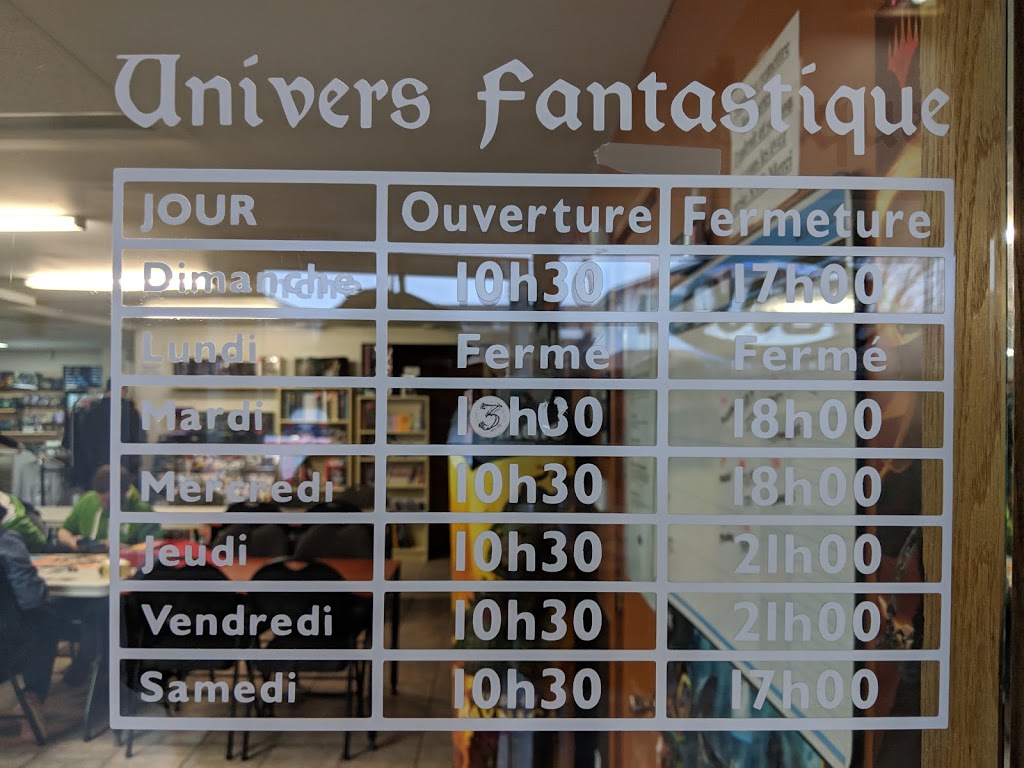 Univers Fantastique
JOUR Ouverture Fermeture
Dimanche 10h30 17h00
Lundi Fermé Fermé
Mardi 13h00 18h00
Mercredi 10h30 18h00
Jeudi 10h30 21h00
Vendredi 10h30 21h00
Samedi 10h30 17h00